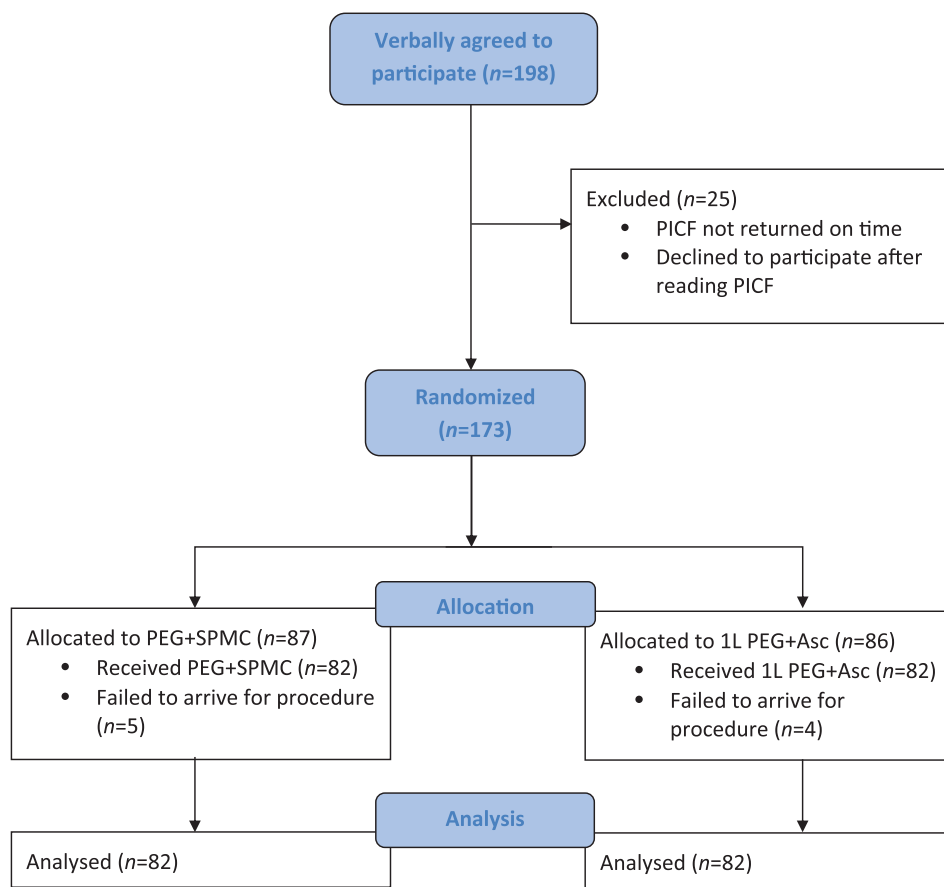 Verbally agreed to
participate (n=198)
Excluded (n=25)
• PICF not returned on time
• Declined to participate after
reading PICF
Randomized
(n=173)
Allocation
Allocated to PEG+SPMC (n=87)
• Received PEG+SPMC (n=82)
• Failed to arrive for procedure
(n=5)
Allocated to 1L PEG+Asc (n=86)
• Received 1L PEG+Asc (n=82)
• Failed to arrive for
procedure (n=4)
Analysis
Analysed (n=82)
Analysed (n=82)